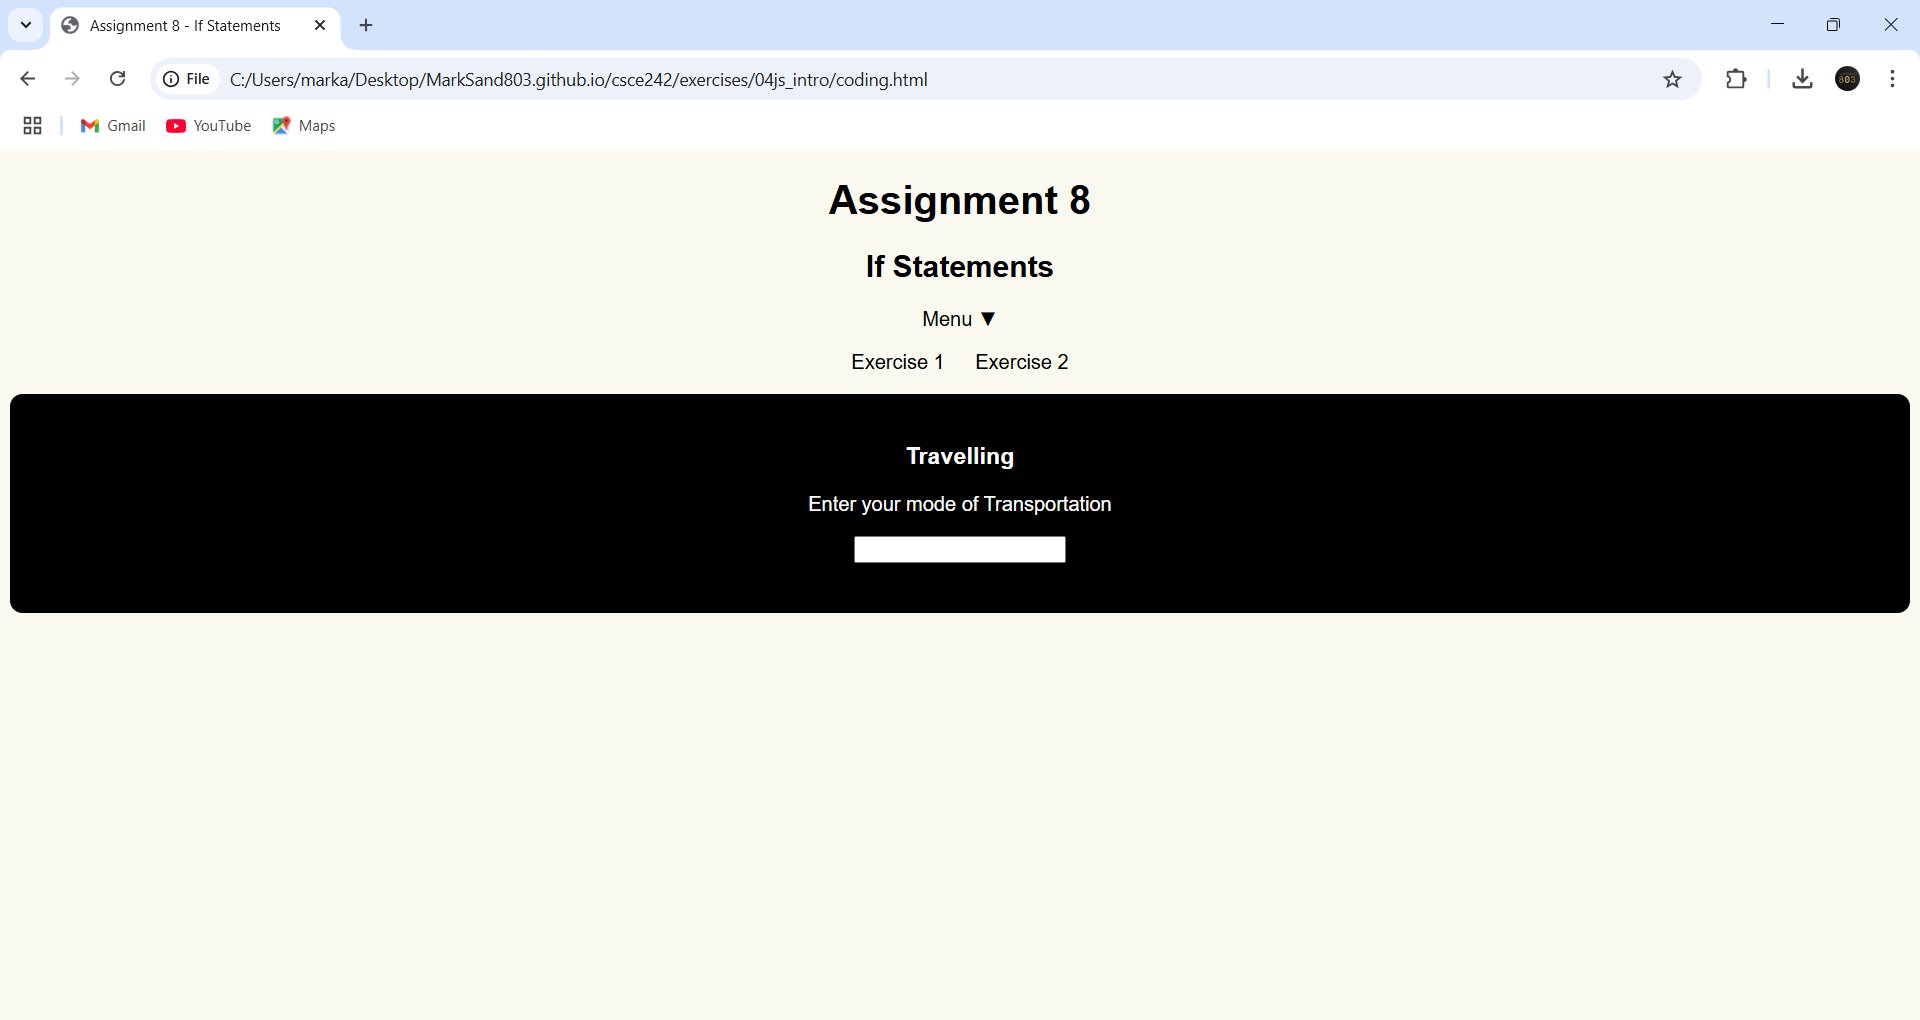 Assignment 8 - If Statements
File C:/Users/marka/Desktop/MarkSand803.github.io/csce242/exercises/04js_intro/coding.html
803
Gmail YouTube Maps
Assignment 8
If Statements
Menu ▼
Exercise 1 Exercise 2
Travelling
Enter your mode of Transportation